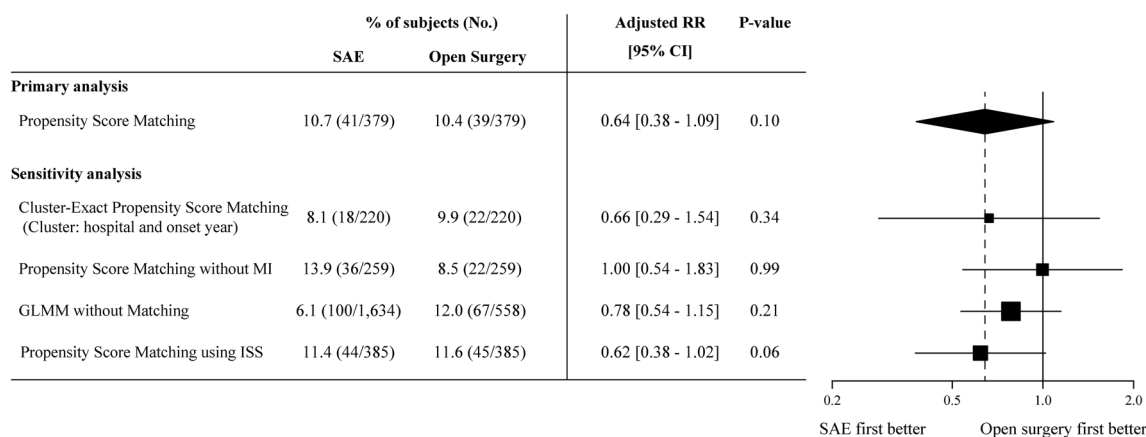 % of subjects (No.) Adjusted RR P-value
SAE Open Surgery [95% CI]
Primary analysis
Propensity Score Matching 10.7 (41/379) 10.4 (39/379) 0.64 [0.38 - 1.09] 0.10
Sensitivity analysis
Cluster-Exact Propensity Score Matching
(Cluster: hospital and onset year) 8.1 (18/220) 9.9 (22/220) 0.66 [0.29 - 1.54) 0.34
Propensity Score Matching without MI 13.9 (36/259) 8.5 (22/259) 1.00 [0.54 - 1.83) 0.99
GLMM without Matching 6.1 (100/1,634) 12.0 (67/558) 0.78 [0.54 - 1.15] 0.21
Propensity Score Matching using ISS 11.4 (44/385) 11.6 (45/385) 0.62 [0.38 - 1.02) 0.06
0.2 0.5 1.0 2.0
SAE first better Open surgery first better